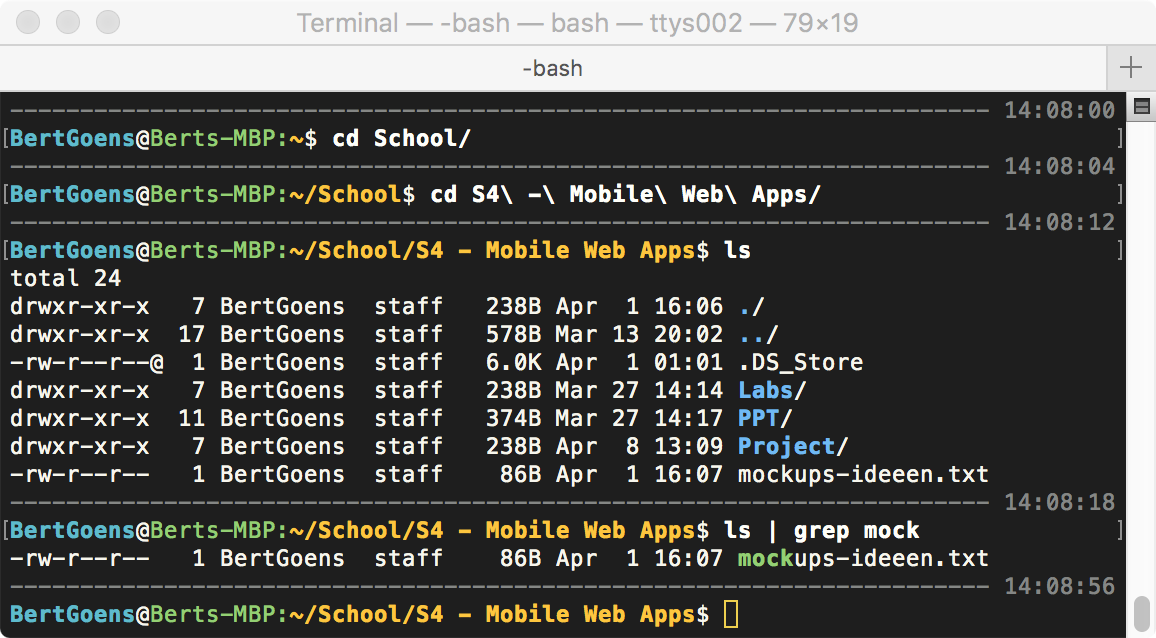 Terminal — -bash — bash — ttys002 — 79×19
-bash
---------------------------------------------------------------------- 14:08:00
[BertGoens@Berts-MBP:~$ cd School/ ]
---------------------------------------------------------------------- 14:08:04
[BertGoens@Berts-MBP:~/School$ cd S4\ -\ Mobile\ Web\ Apps/ ]
---------------------------------------------------------------------- 14:08:12
[BertGoens@Berts-MBP:~/School/S4 - Mobile Web Apps$ ls ]
total 24
drwxr-xr-x   7 BertGoens  staff   238B Apr  1 16:06 ./
drwxr-xr-x  17 BertGoens  staff   578B Mar 13 20:02 ../
-rw-r--r--@  1 BertGoens  staff   6.0K Apr  1 01:01 .DS_Store
drwxr-xr-x   7 BertGoens  staff   238B Mar 27 14:14 Labs/
drwxr-xr-x  11 BertGoens  staff   374B Mar 27 14:17 PPT/
drwxr-xr-x   7 BertGoens  staff   238B Apr  8 13:09 Project/
-rw-r--r--   1 BertGoens  staff    86B Apr  1 16:07 mockups-ideeen.txt
---------------------------------------------------------------------- 14:08:18
[BertGoens@Berts-MBP:~/School/S4 - Mobile Web Apps$ ls | grep mock ]
-rw-r--r--   1 BertGoens  staff    86B Apr  1 16:07 mockups-ideeen.txt
---------------------------------------------------------------------- 14:08:56
BertGoens@Berts-MBP:~/School/S4 - Mobile Web Apps$